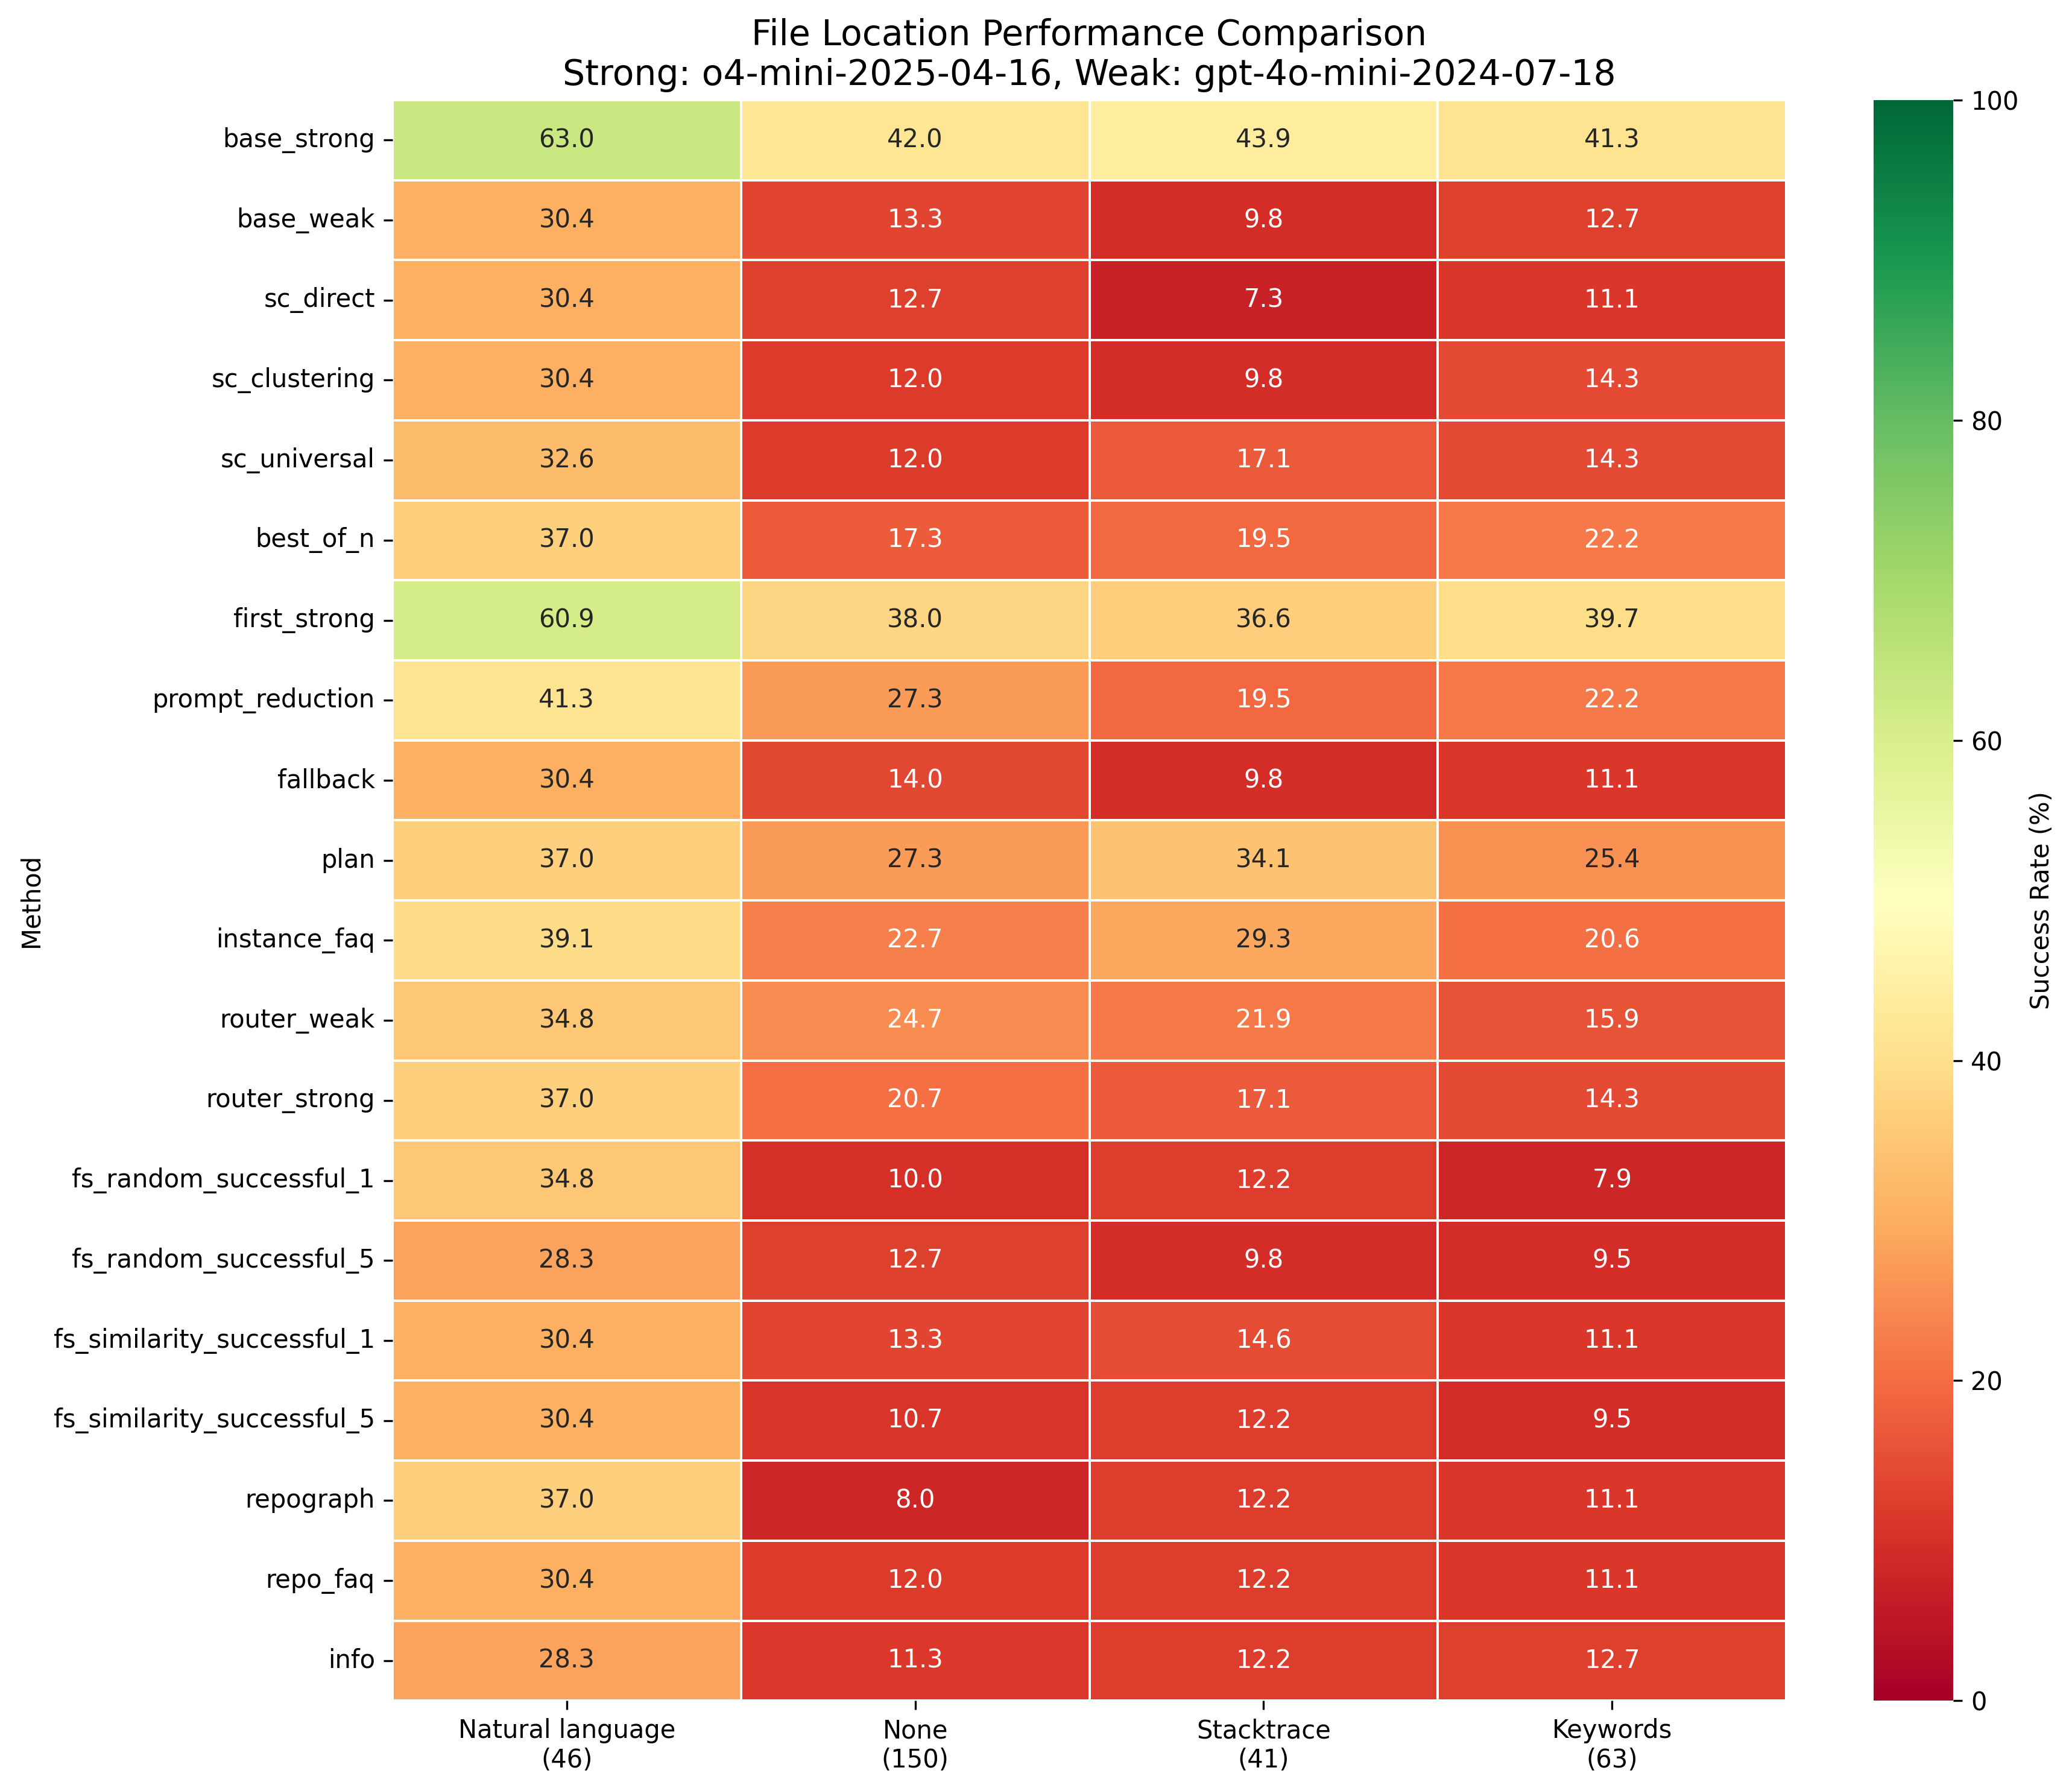 File Location Performance Comparison
Strong: o4-mini-2025-04-16, Weak: gpt-4o-mini-2024-07-18
Method
base_strong 63.0 42.0 43.9 41.3
base_weak 30.4 13.3 9.8 12.7
sc_direct 30.4 12.7 7.3 11.1
sc_clustering 30.4 12.0 9.8 14.3
sc_universal 32.6 12.0 17.1 14.3
best_of_n 37.0 17.3 19.5 22.2
first_strong 60.9 38.0 36.6 39.7
prompt_reduction 41.3 27.3 19.5 22.2
fallback 30.4 14.0 9.8 11.1
plan 37.0 27.3 34.1 25.4
instance_faq 39.1 22.7 29.3 20.6
router_weak 34.8 24.7 21.9 15.9
router_strong 37.0 20.7 17.1 14.3
fs_random_successful_1 34.8 10.0 12.2 7.9
fs_random_successful_5 28.3 12.7 9.8 9.5
fs_similarity_successful_1 30.4 13.3 14.6 11.1
fs_similarity_successful_5 30.4 10.7 12.2 9.5
repograph 37.0 8.0 12.2 11.1
repo_faq 30.4 12.0 12.2 11.1
info 28.3 11.3 12.2 12.7
Natural language None Stacktrace Keywords
(46) (150) (41) (63)
100
80
60
40
20
0
Success Rate (%)